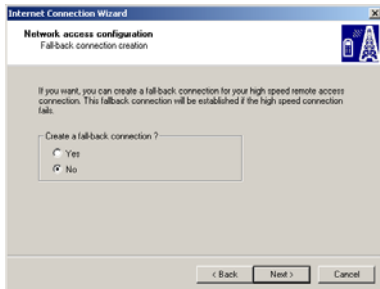 Internet Connection Wizard
Network access configuration
Fall-back connection creation
If you want, you can create a fall-back connection for your high speed remote access
connection. This fallback connection will be established if the high speed connection
fails.
Create a fall-back connection ?
Yes
No
< Back Next > Cancel